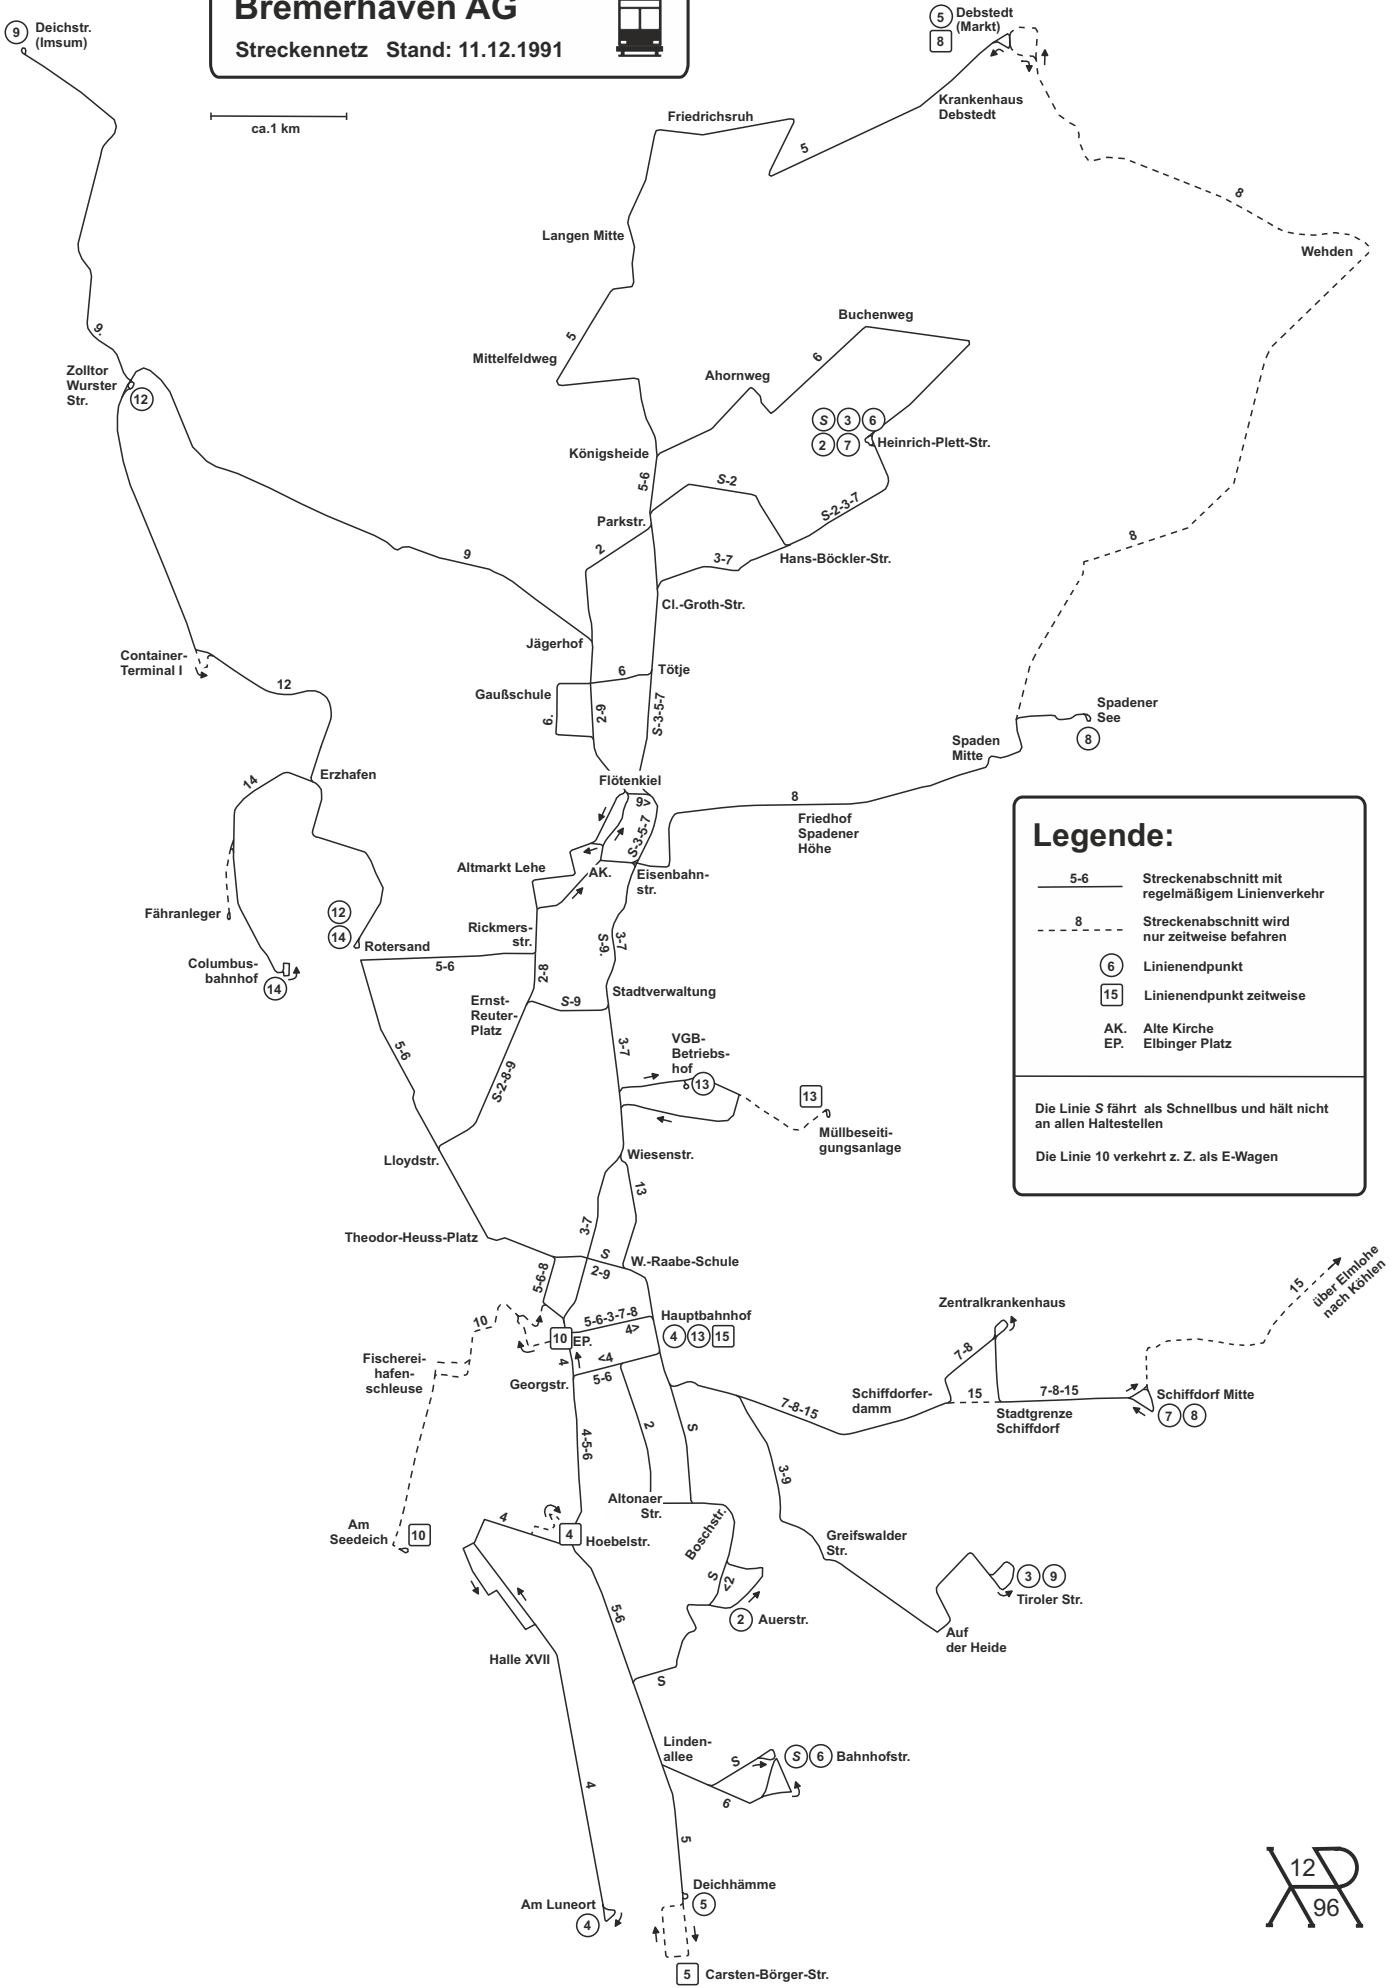 Bremerhaven AG
Streckennetz Stand: 11.12.1991
ca.1 km
9
Deichstr.
(Imsum)
5
8
Debstedt
(Markt)
Krankenhaus
Debstedt
Friedrichsruh
5
8
Langen Mitte
Wehden
5
9.
Mittelfeldweg
Buchenweg
6
Ahornweg
Zolltor
Wurster
Str.
12
S
3
6
2
7
Heinrich-Plett-Str.
Königsheide
5-6
S-2
S-2-3-7
Parkstr.
2
9
3-7
Hans-Böckler-Str.
8
Cl.-Groth-Str.
Jägerhof
Container-
Terminal I
12
6
Tötje
Gaußschule
6.
2-9
S-3-5-7
Spadener
See
8
Spaden
Mitte
Flötenkiel
14
Erzhafen
9>
8
Friedhof
Spadener
Höhe
S-3-5-7
Altmarkt Lehe
AK.
Eisenbahn-
str.
Fähranleger
12
14
Rotersand
Rickmers-
str.
S-9.
3-7
5-6
2-8
Columbus-
bahnhof
14
Ernst-
Reuter-
Platz
S-9
Stadtverwaltung
5-6
3-7
VGB-
Betriebs-
hof
13
13
Müllbeseiti-
gungsanlage
S-2-8-9
Lloydstr.
Wiesenstr.
13
3-7
Theodor-Heuss-Platz
S
2-9
W.-Raabe-Schule
5-6-8
10
10
EP.
5-6-3-7-8
4>
Hauptbahnhof
4
13
15
Fischerei-
hafen-
schleuse
4
<4
5-6
Georgstr.
Zentralkrankenhaus
7-8
15
über Elmlohe
nach Köhlen
7-8-15
Schiffdorfer-
damm
15
7-8-15
Stadtgrenze
Schiffdorf
Schiffdorf Mitte
7
8
4-5-6
2
S
3-9
Altonaer
Str.
Boschstr.
Am
Seedeich
10
4
4
Hoebelstr.
Greifswalder
Str.
S
<2
3
9
Tiroler Str.
5-6
2
Auerstr.
Auf
der Heide
Halle XVII
S
Linden-
allee
S
S
6
Bahnhofstr.
6
4
5
Am Luneort
4
Deichhämme
5
5
Carsten-Börger-Str.
Legende:
5-6
Streckenabschnitt mit
regelmäßigem Linienverkehr
8
Streckenabschnitt wird
nur zeitweise befahren
6
Linienendpunkt
15
Linienendpunkt zeitweise
AK. Alte Kirche
EP. Elbinger Platz
Die Linie S fährt als Schnellbus und hält nicht
an allen Haltestellen
Die Linie 10 verkehrt z. Z. als E-Wagen
12
96